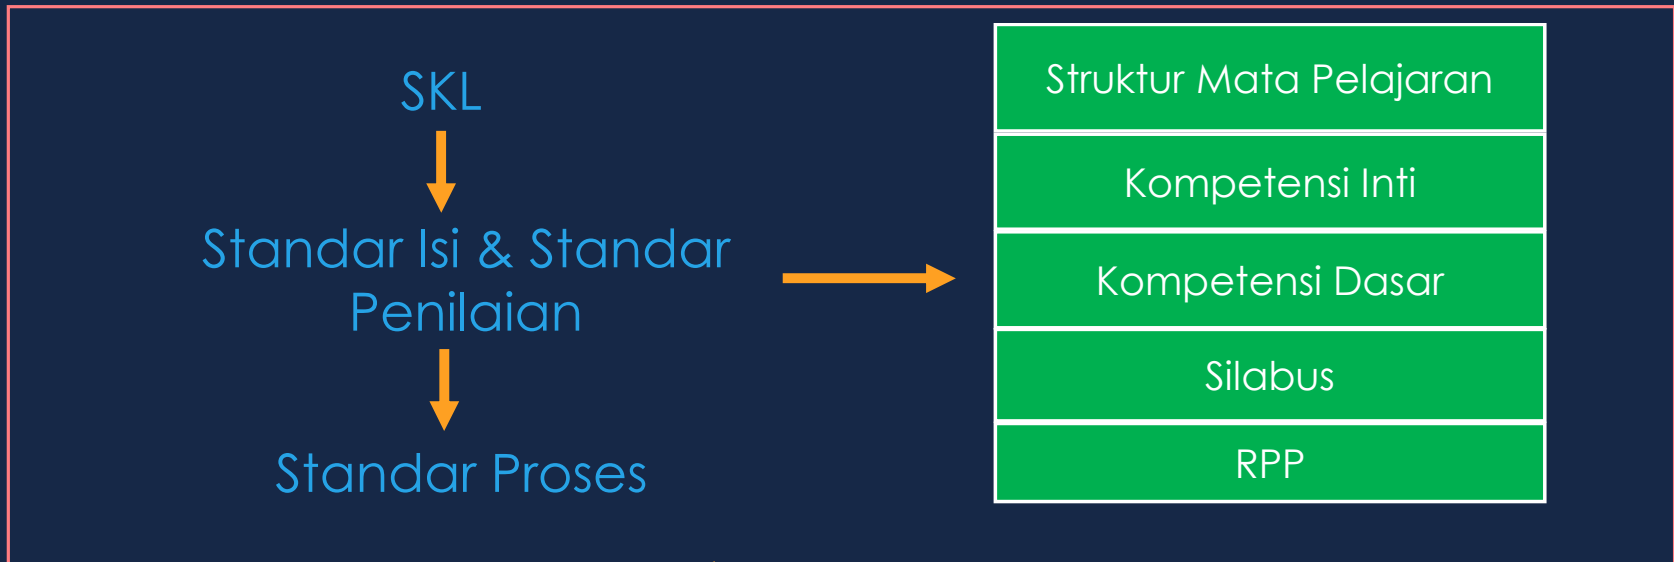 SKL
Standar Isi & Standar
Penilaian
Standar Proses
Struktur Mata Pelajaran
Kompetensi Inti
Kompetensi Dasar
Silabus
RPP